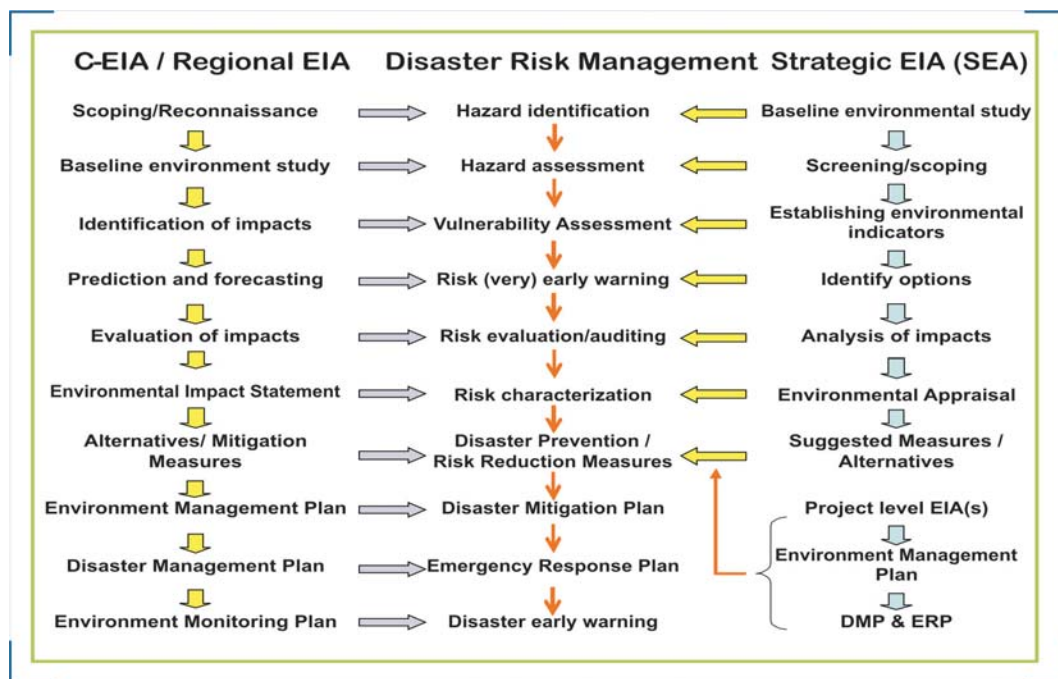 C-EIA / Regional EIA Disaster Risk Management Strategic EIA (SEA)
Scoping/Reconnaissance Hazard identification Baseline environmental study
Baseline environment study Hazard assessment Screening/scoping
Identification of impacts Vulnerability Assessment Establishing environmental
indicators
Prediction and forecasting Risk (very) early warning Identify options
Evaluation of impacts Risk evaluation/auditing Analysis of impacts
Environmental Impact Statement Risk characterization Environmental Appraisal
Alternatives/ Mitigation Disaster Prevention / Suggested Measures /
Measures Risk Reduction Measures Alternatives
Environment Management Plan Disaster Mitigation Plan Project level EIA(s)
Disaster Management Plan Emergency Response Plan Environment Management
Plan
Environment Monitoring Plan Disaster early warning DMP & ERP